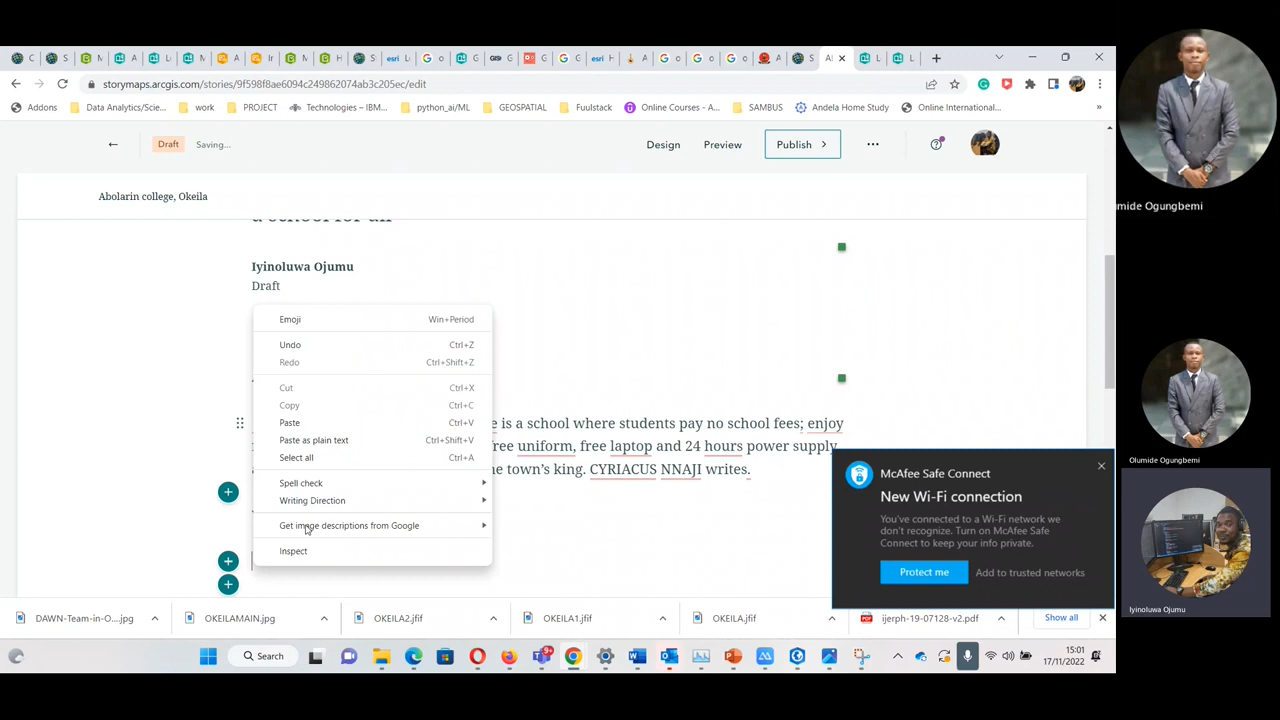 esri
esri H
storymaps.arcgis.com/stories/9f598f8ae6094c249862074ab3c205ec/edit
Addons
Data Analytics/Scie...
work
PROJECT
Technologies – IBM...
python_ai/ML
GEOSPATIAL
Fuulstack
Online Courses - A...
SAMBUS
Andela Home Study
Online International...
»
Draft
Saving...
Design
Preview
Publish
Abolarin college, Okeila
a school for all
Iyinoluwa Ojumu
Draft
Emoji Win+Period
Undo Ctrl+Z
Redo Ctrl+Shift+Z
Cut Ctrl+X
Copy Ctrl+C
Paste Ctrl+V
Paste as plain text Ctrl+Shift+V
Select all Ctrl+A
Spell check
Writing Direction
Get image descriptions from Google
Inspect
is a school where students pay no school fees; enjoy
free uniform, free laptop and 24 hours power supply,
town’s king. CYRIACUS NNAJI writes.
McAfee Safe Connect
New Wi-Fi connection
You've connected to a Wi-Fi network we
don't recognize. Turn on McAfee Safe
Connect to keep your info private.
Protect me
Add to trusted networks
DAWN-Team-in-O....jpg
OKEILAMAIN.jpg
OKEILA2.jfif
OKEILA1.jfif
OKEILA.jfif
ijerph-19-07128-v2.pdf
Show all
Search
9+
15:01
17/11/2022
umide Ogungbemi
Olumide Ogungbemi
Iyinoluwa Ojumu